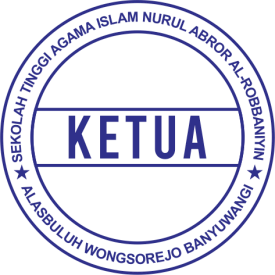 SEKOLAH TINGGI AGAMA ISLAM NURUL ABROR AL-ROBBANIYIN
KETUA
ALASBULUH WONGSOREJO BANYUWANGI